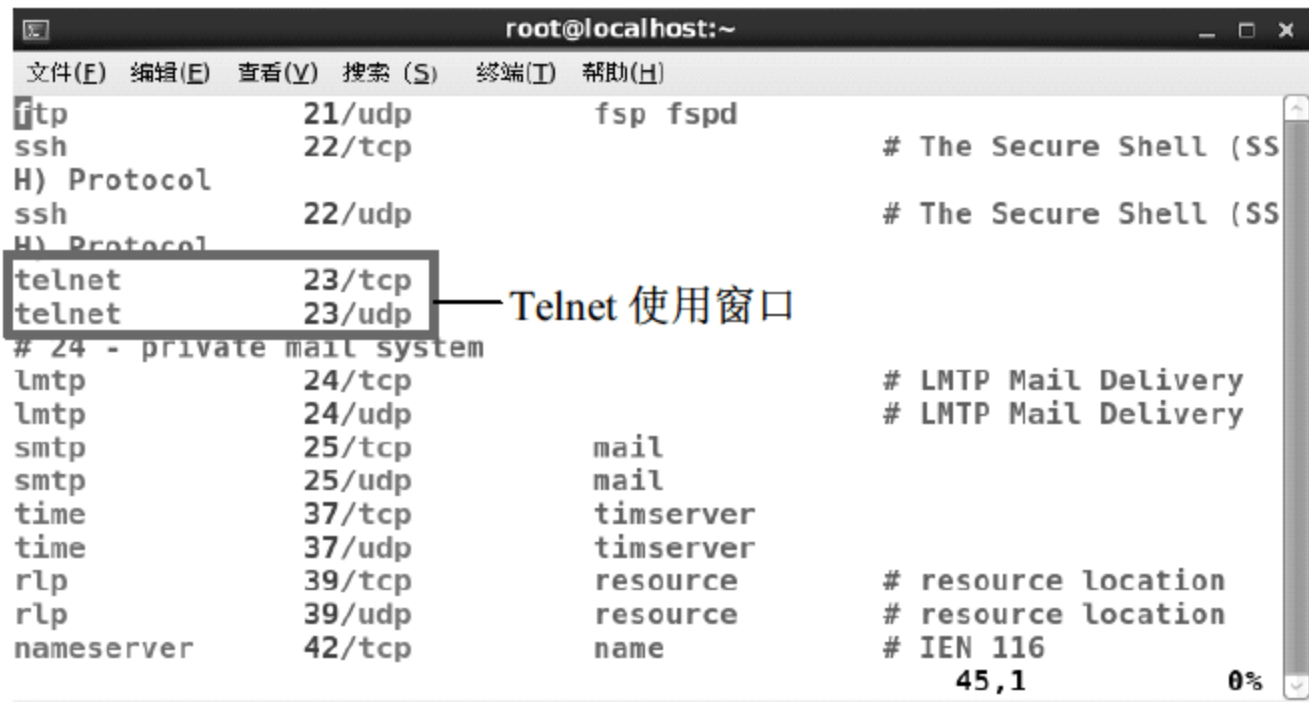 root@localhost:~
文件(F) 编辑(E) 查看(V) 搜索 (S) 终端(T) 帮助(H)
ftp 21/udp fsp fspd
ssh 22/tcp # The Secure Shell (SS
H) Protocol
ssh 22/udp # The Secure Shell (SS
H) Protocol
telnet 23/tcp
telnet 23/udp
Telnet 使用窗口
# 24 - private mail system
lmtp 24/tcp # LMTP Mail Delivery
lmtp 24/udp # LMTP Mail Delivery
smtp 25/tcp mail
smtp 25/udp mail
time 37/tcp timserver
time 37/udp timserver
rlp 39/tcp resource # resource location
rlp 39/udp resource # resource location
nameserver 42/tcp name # IEN 116
45,1 0%